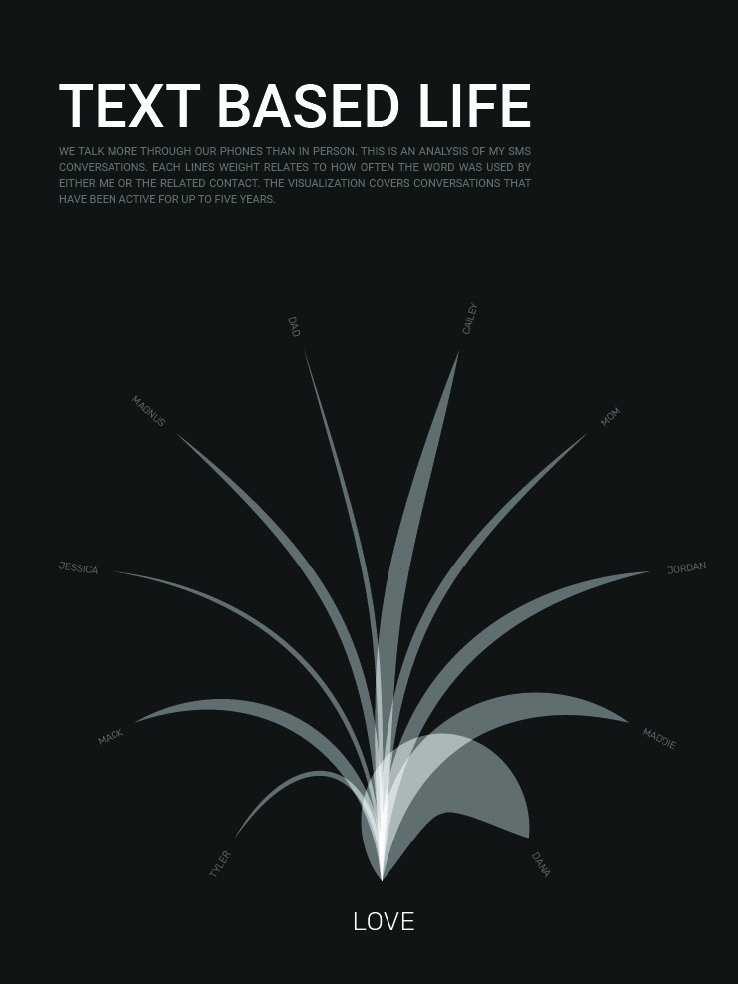 TEXT BASED LIFE
WE TALK MORE THROUGH OUR PHONES THAN IN PERSON. THIS IS AN ANALYSIS OF MY SMS
CONVERSATIONS. EACH LINES WEIGHT RELATES TO HOW OFTEN THE WORD WAS USED BY
EITHER ME OR THE RELATED CONTACT. THE VISUALIZATION COVERS CONVERSATIONS THAT
HAVE BEEN ACTIVE FOR UP TO FIVE YEARS.
CAILEY
DAD
MAGNUS
MOM
JESSICA
JORDAN
MACK
MADDIE
TYLER
DANA
LOVE